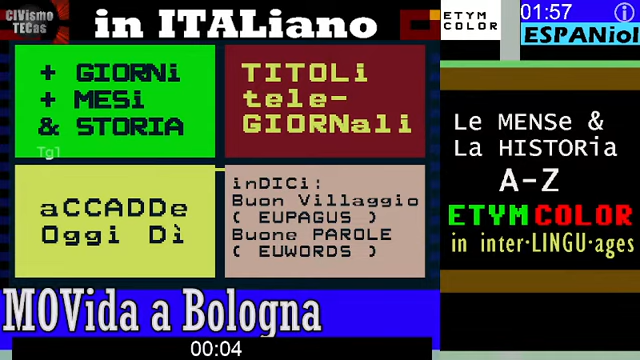 CIVismo
TECas
in ITALiano
ETYM
COLOR
01:57
ESPANiol
+ GIORNi
+ MESi
& STORIA
Tg1
TITOLi
tele-
GIORNali
aCCADDe
Oggi Dì
inDICi:
Buon Villaggio
( EUPAGUS )
Buone PAROLE
( EUWORDS )
Le MENSe &
La HISTORia
A-Z
ETYMCOLOR
in inter·LINGU·ages
MOVida a Bologna
00:04